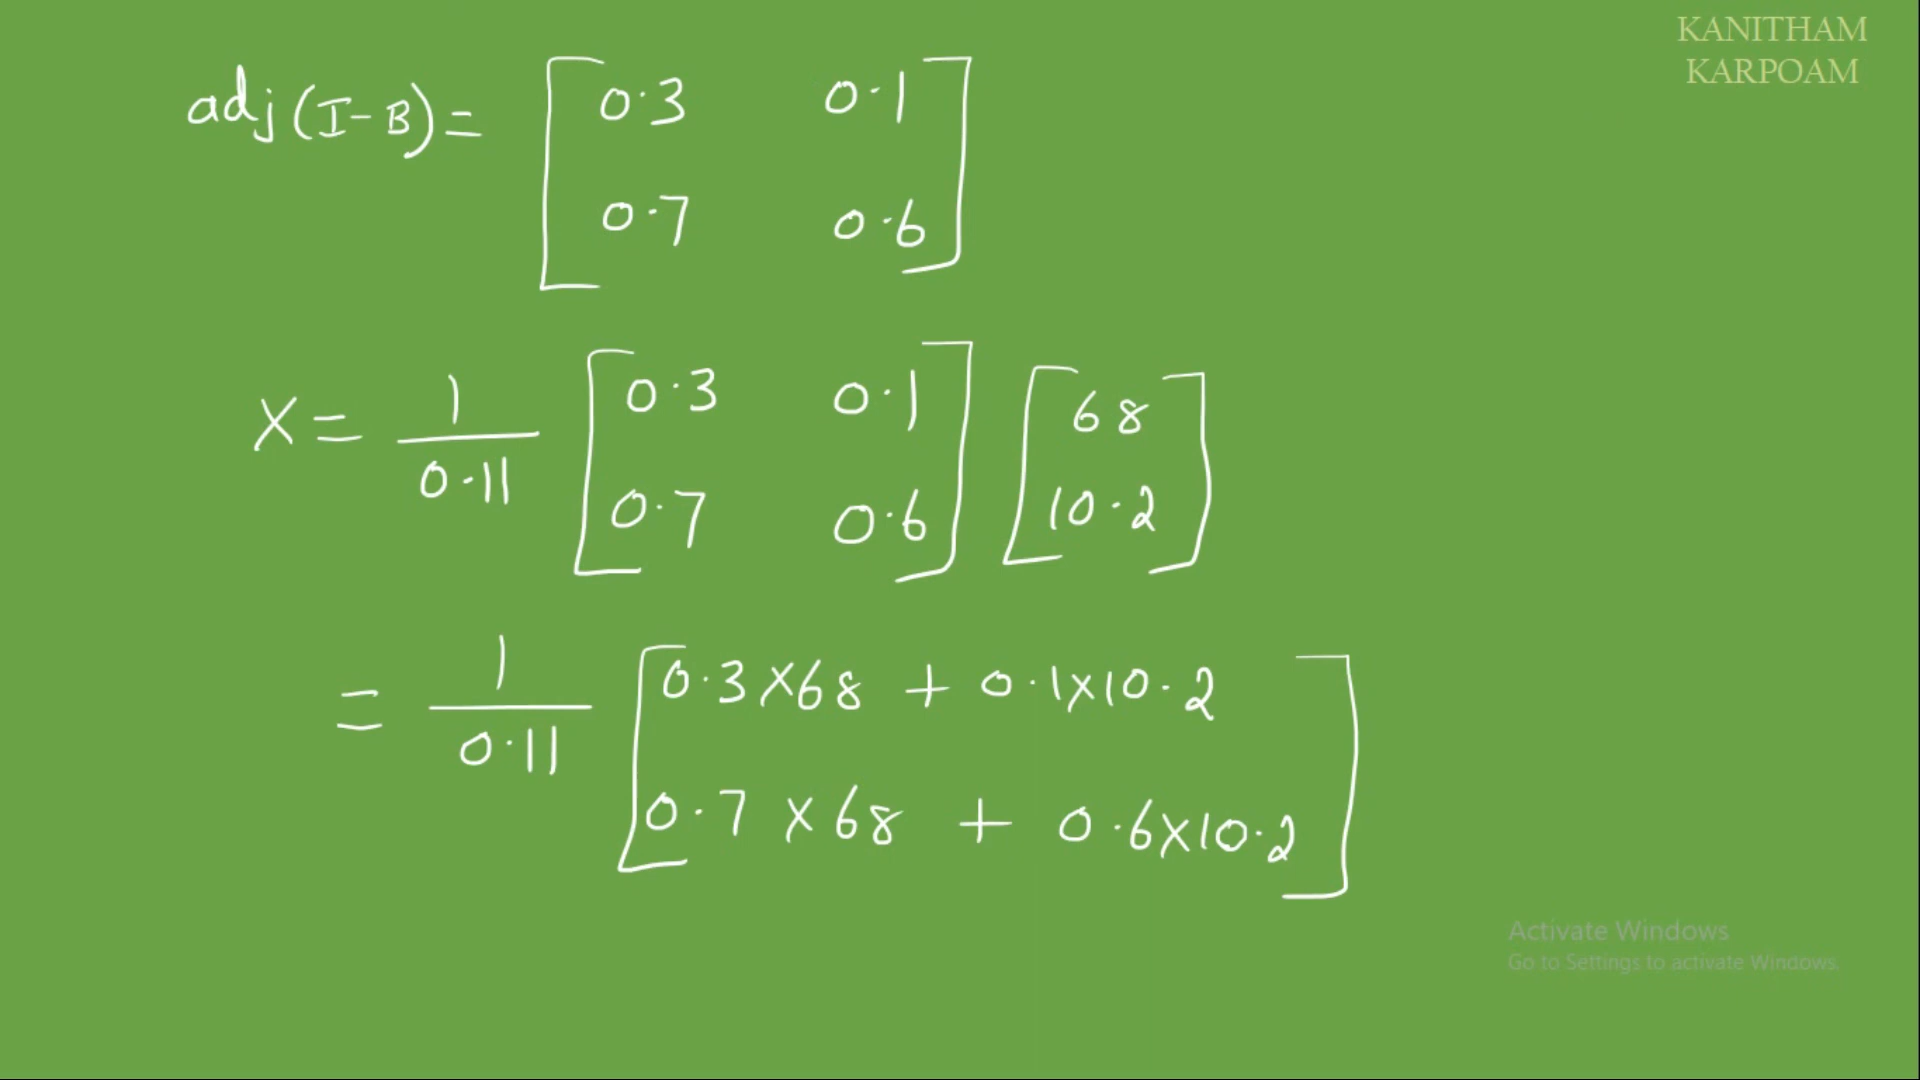 KANITHAM
KARPOAM
adj(I-B)= [0.3 0.1
0.7 0.6]
X= 1/0.11 [0.3 0.1
0.7 0.6] [68
10.2]
= 1/0.11 [0.3×68 + 0.1×10.2
0.7×68 + 0.6×10.2]
Activate Windows
Go to Settings to activate Windows.